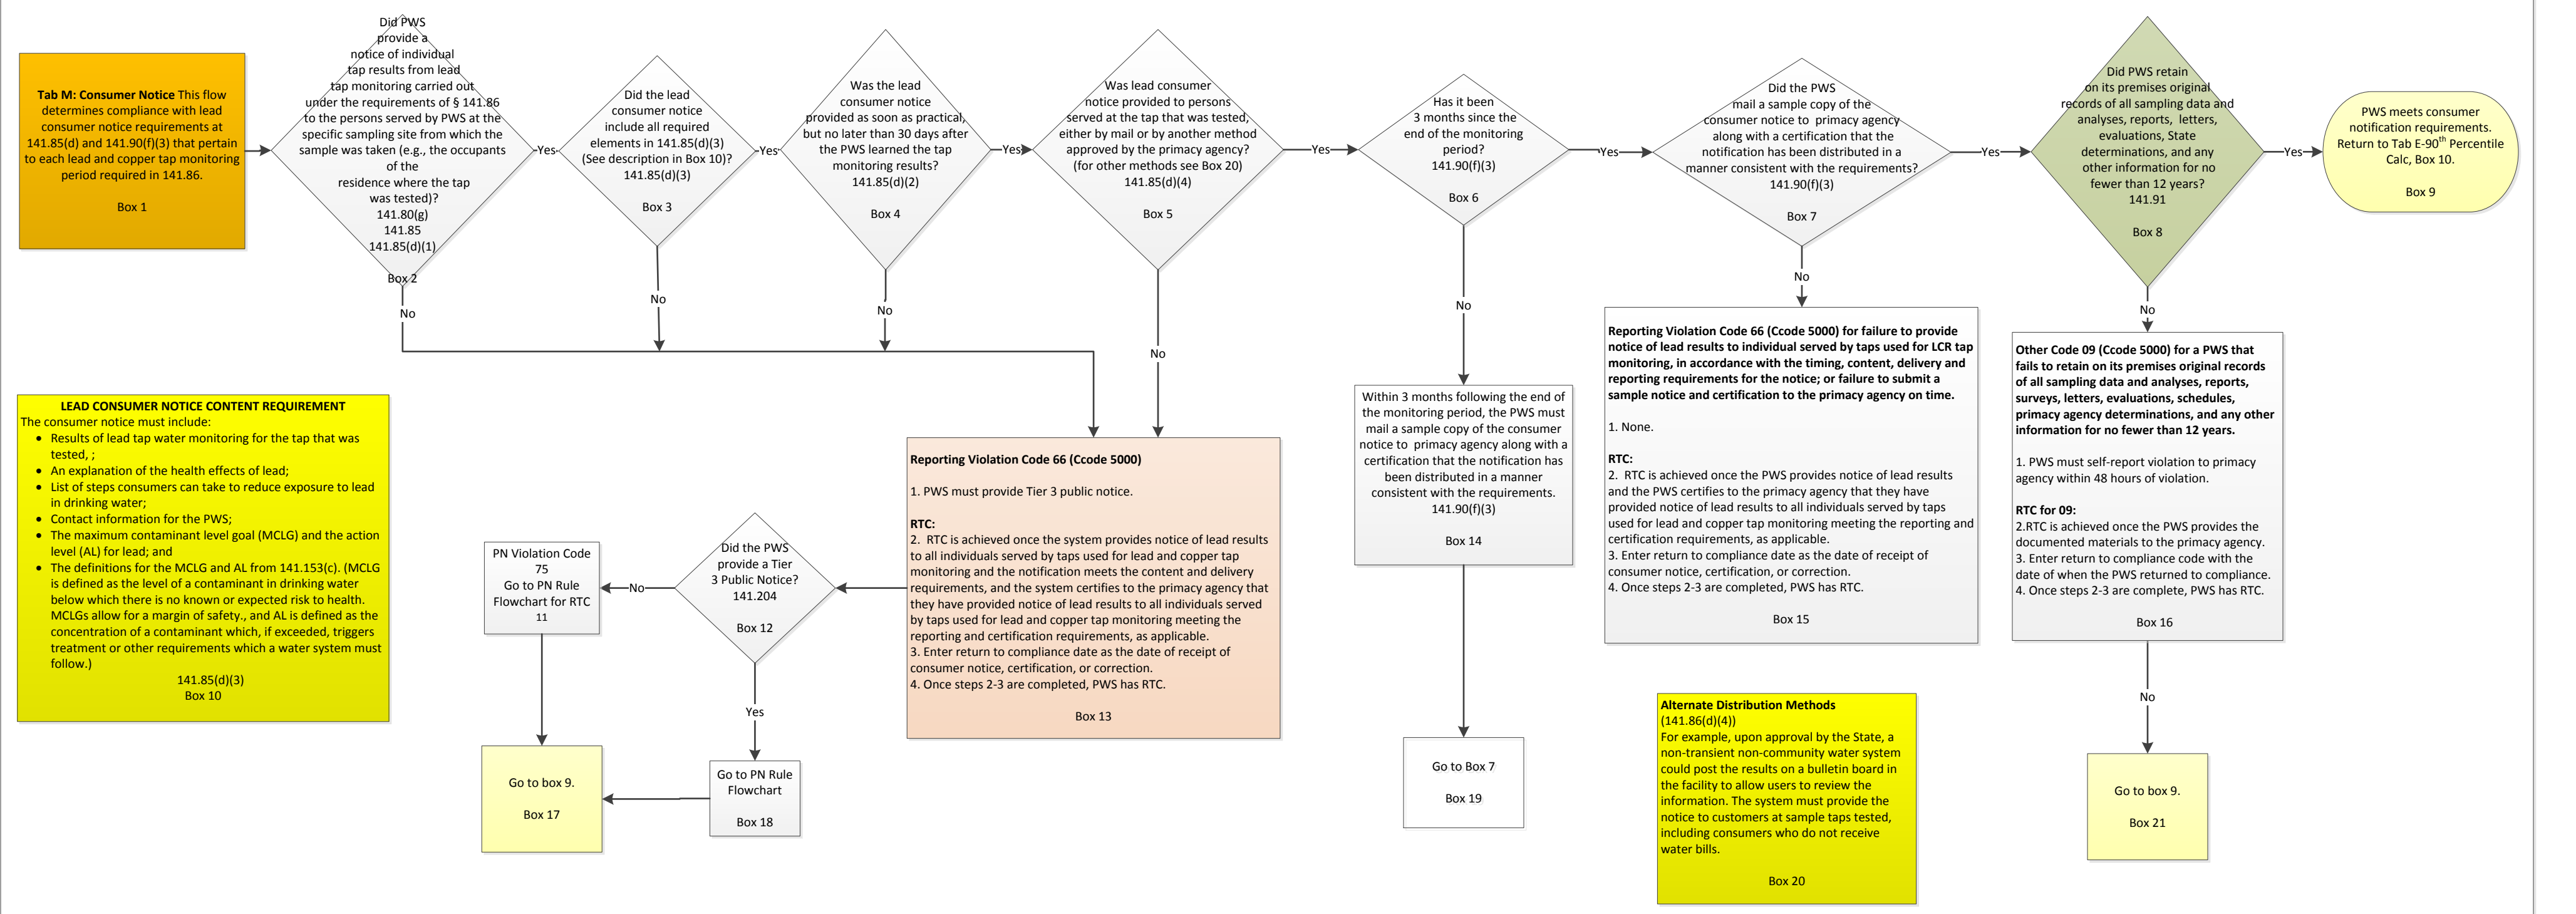 Tab M: Consumer Notice This flow
determines compliance with lead
consumer notice requirements at
141.85(d) and 141.90(f)(3) that pertain
to each lead and copper tap monitoring
period required in 141.86.
Box 1
Did PWS
provide a
notice of individual
tap results from lead
tap monitoring carried out
under the requirements of § 141.86
to the persons served by PWS at the
specific sampling site from which the
sample was taken (e.g., the occupants
of the
residence where the tap
was tested)?
141.80(g)
141.85
141.85(d)(1)
Box 2
Yes
No
Did the lead
consumer notice
include all required
elements in 141.85(d)(3)
(See description in Box 10)?
141.85(d)(3)
Box 3
Yes
No
Was the lead
consumer notice
provided as soon as practical,
but no later than 30 days after
the PWS learned the tap
monitoring results?
141.85(d)(2)
Box 4
Yes
No
Was lead consumer
notice provided to persons
served at the tap that was tested,
either by mail or by another method
approved by the primacy agency?
(for other methods see Box 20)
141.85(d)(4)
Box 5
Yes
No
Has it been
3 months since the
end of the monitoring
period?
141.90(f)(3)
Box 6
Yes
No
Did the PWS
mail a sample copy of the
consumer notice to  primacy agency
along with a certification that the
notification has been distributed in a
manner consistent with the requirements?
141.90(f)(3)
Box 7
Yes
No
Did PWS retain
on its premises original
records of all sampling data and
analyses, reports,  letters,
evaluations, State
determinations, and any
other information for no
fewer than 12 years?
141.91
Box 8
Yes
No
PWS meets consumer
notification requirements.
Return to Tab E-90th Percentile
Calc, Box 10.
Box 9
LEAD CONSUMER NOTICE CONTENT REQUIREMENT
The consumer notice must include:
• Results of lead tap water monitoring for the tap that was
tested, ;
• An explanation of the health effects of lead;
• List of steps consumers can take to reduce exposure to lead
in drinking water;
• Contact information for the PWS;
• The maximum contaminant level goal (MCLG) and the action
level (AL) for lead; and
• The definitions for the MCLG and AL from 141.153(c). (MCLG
is defined as the level of a contaminant in drinking water
below which there is no known or expected risk to health.
MCLGs allow for a margin of safety., and AL is defined as the
concentration of a contaminant which, if exceeded, triggers
treatment or other requirements which a water system must
follow.)
141.85(d)(3)
Box 10
PN Violation Code
75
Go to PN Rule
Flowchart for RTC
11
No
Did the PWS
provide a Tier
3 Public Notice?
141.204
Box 12
Yes
Reporting Violation Code 66 (Ccode 5000)
1. PWS must provide Tier 3 public notice.
RTC:
2.  RTC is achieved once the system provides notice of lead results
to all individuals served by taps used for lead and copper tap
monitoring and the notification meets the content and delivery
requirements, and the system certifies to the primacy agency that
they have provided notice of lead results to all individuals served
by taps used for lead and copper tap monitoring meeting the
reporting and certification requirements, as applicable.
3. Enter return to compliance date as the date of receipt of
consumer notice, certification, or correction.
4. Once steps 2-3 are completed, PWS has RTC.
Box 13
Within 3 months following the end of
the monitoring period, the PWS must
mail a sample copy of the consumer
notice to  primacy agency along with a
certification that the notification has
been distributed in a manner
consistent with the requirements.
141.90(f)(3)
Box 14
Reporting Violation Code 66 (Ccode 5000) for failure to provide
notice of lead results to individual served by taps used for LCR tap
monitoring, in accordance with the timing, content, delivery and
reporting requirements for the notice; or failure to submit a
sample notice and certification to the primacy agency on time.
1. None.
RTC:
2.  RTC is achieved once the PWS provides notice of lead results
and the PWS certifies to the primacy agency that they have
provided notice of lead results to all individuals served by taps
used for lead and copper tap monitoring meeting the reporting and
certification requirements, as applicable.
3. Enter return to compliance date as the date of receipt of
consumer notice, certification, or correction.
4. Once steps 2-3 are completed, PWS has RTC.
Box 15
Other Code 09 (Ccode 5000) for a PWS that
fails to retain on its premises original records
of all sampling data and analyses, reports,
surveys, letters, evaluations, schedules,
primacy agency determinations, and any other
information for no fewer than 12 years.
1. PWS must self-report violation to primacy
agency within 48 hours of violation.
RTC for 09:
2.RTC is achieved once the PWS provides the
documented materials to the primacy agency.
3. Enter return to compliance code with the
date of when the PWS returned to compliance.
4. Once steps 2-3 are complete, PWS has RTC.
Box 16
No
Go to box 9.
Box 17
Go to PN Rule
Flowchart
Box 18
Go to Box 7
Box 19
Alternate Distribution Methods
(141.86(d)(4))
For example, upon approval by the State, a
non-transient non-community water system
could post the results on a bulletin board in
the facility to allow users to review the
information. The system must provide the
notice to customers at sample taps tested,
including consumers who do not receive
water bills.
Box 20
Go to box 9.
Box 21